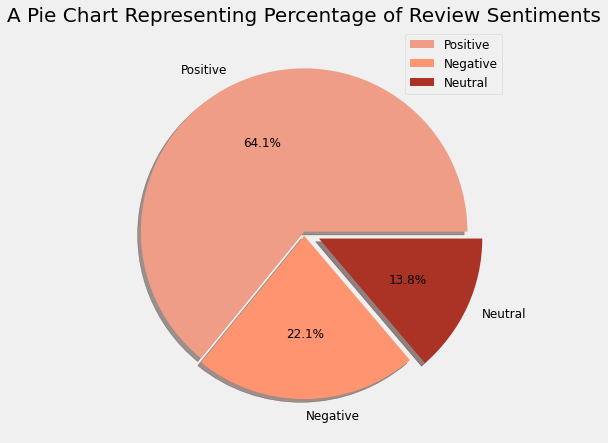 A Pie Chart Representing Percentage of Review Sentiments
Positive
Negative
Neutral
Positive
64.1%
13.8%
Neutral
22.1%
Negative